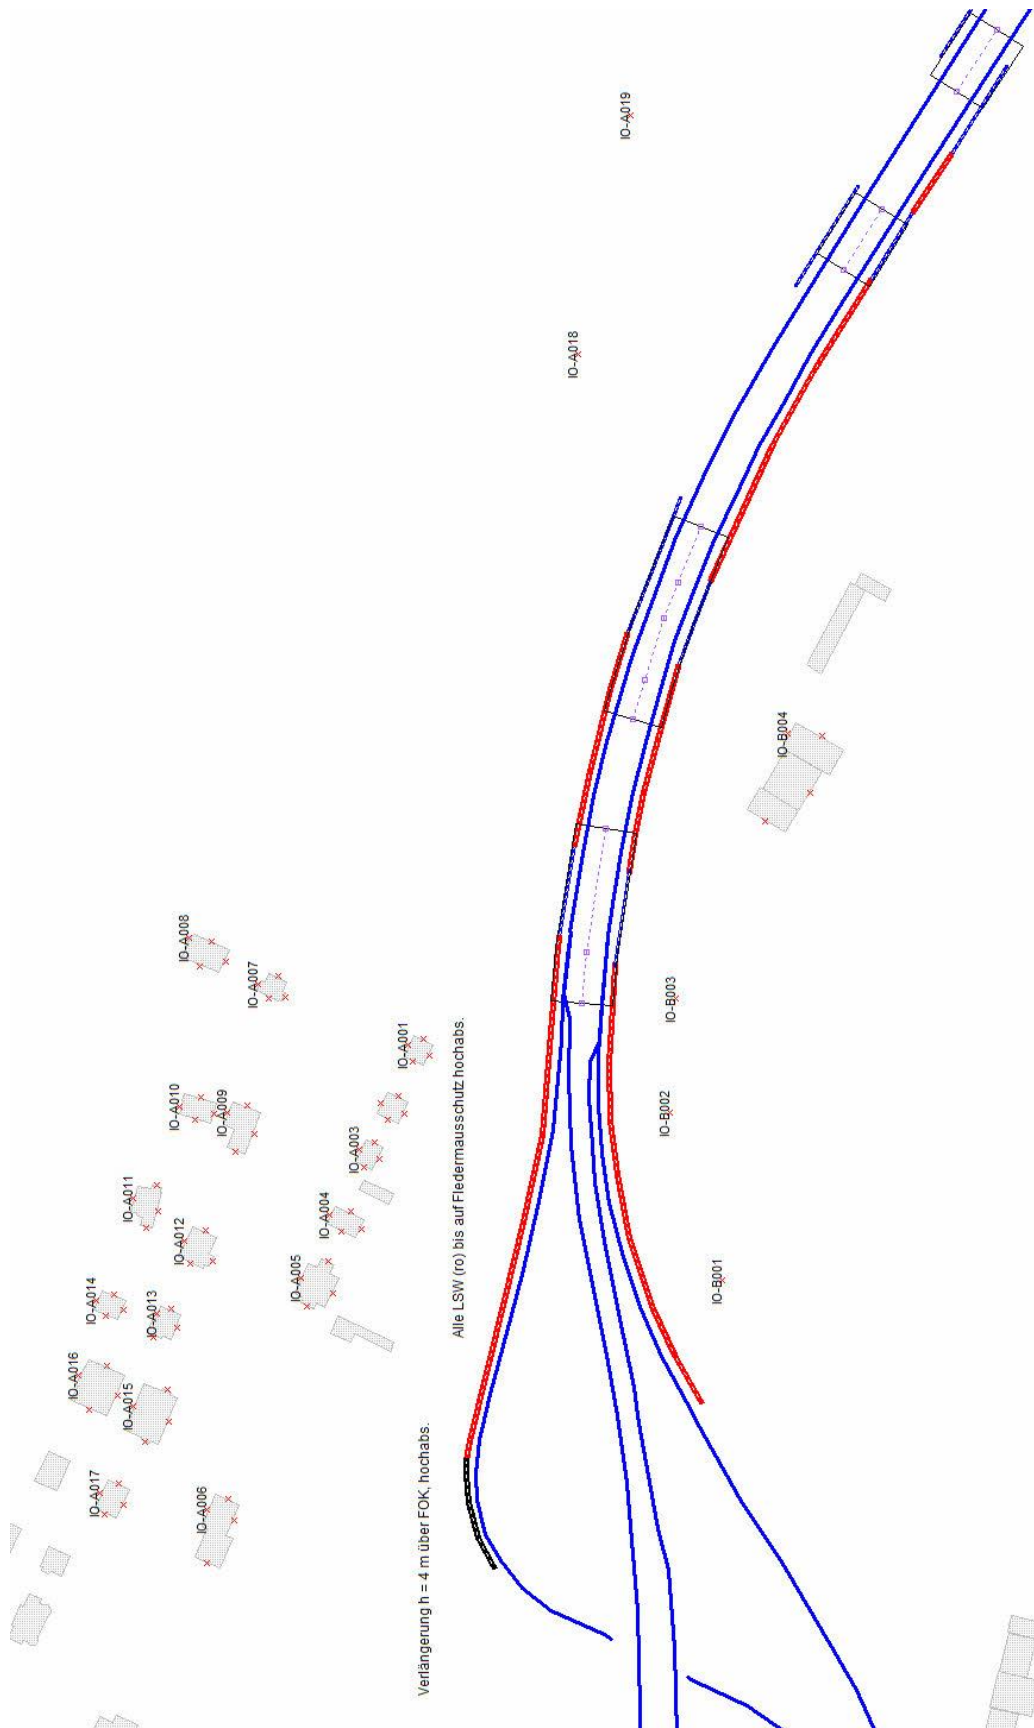 IO-A019
IO-A018
IO-B004
IO-A008
IO-A007
IO-B003
IO-A001
IO-A010
IO-A009
IO-B002
IO-A003
IO-A011
IO-A004
IO-A012
IO-A005
IO-B001
IO-A014
IO-A013
Alle LSW (ro) bis auf Fledermausschutz hochabs.
IO-A016
IO-A015
IO-A017
IO-A006
Verlängerung h = 4 m über FOK, hochabs.